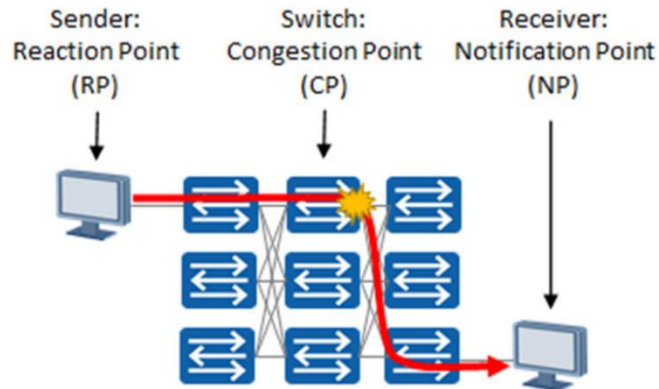 Sender:
Reaction Point
(RP)
Switch:
Congestion Point
(CP)
Receiver:
Notification Point
(NP)